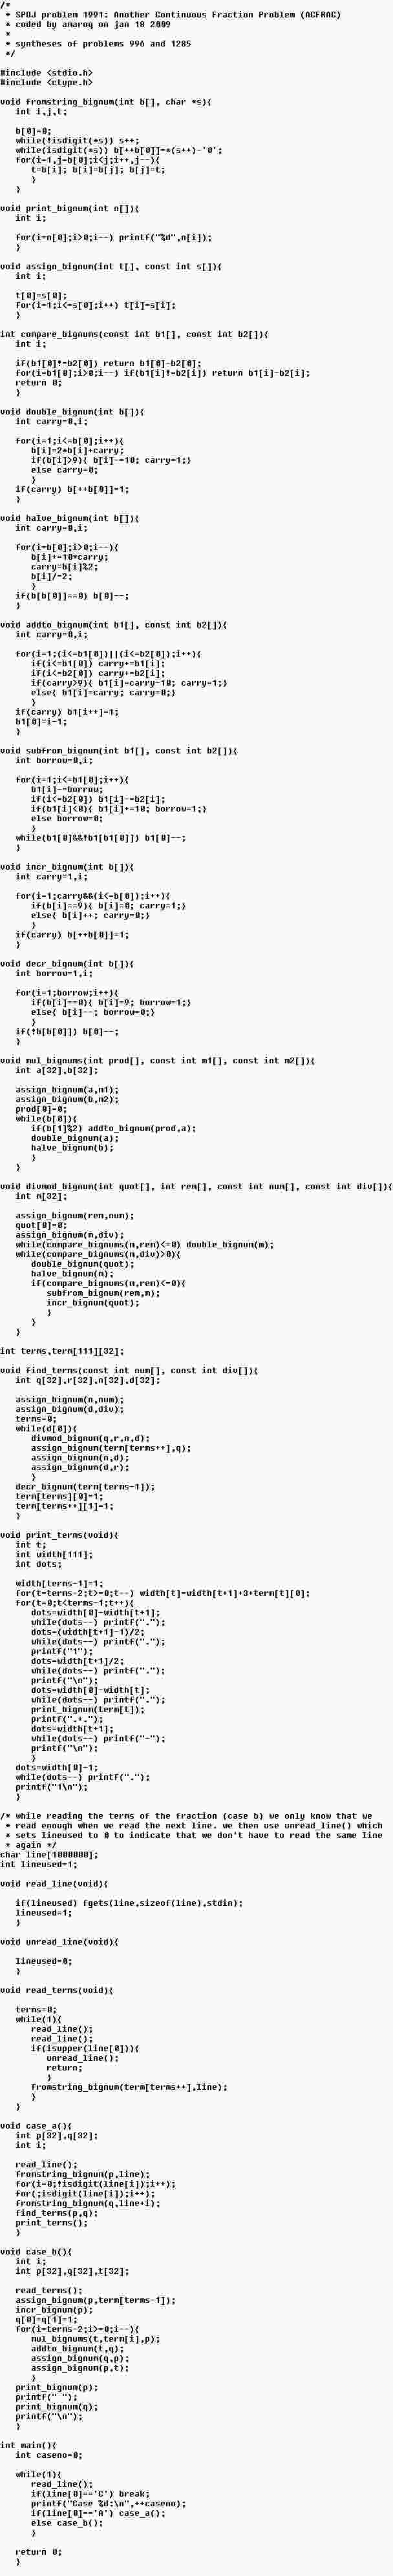 /*
 * SPOJ problem 1991: Another Continuous Fraction Problem (ACFRAC)
 * coded by amaroq on jan 18 2009
 *
 * syntheses of problems 996 and 1285
 */
#include <stdio.h>
#include <ctype.h>
void fromstring_bignum(int b[], char *s){
   int i,j,t;
   b[0]=0;
   while(!isdigit(*s)) s++;
   while(isdigit(*s)) b[++b[0]]=*(s++)-'0';
   for(i=1,j=b[0];i<j;i++,j--){
      t=b[i]; b[i]=b[j]; b[j]=t;
      }
   }
void print_bignum(int n[]){
   int i;
   for(i=n[0];i>0;i--) printf("%d",n[i]);
   }
void assign_bignum(int t[], const int s[]){
   int i;
   t[0]=s[0];
   for(i=1;i<=s[0];i++) t[i]=s[i];
   }
int compare_bignums(const int b1[], const int b2[]){
   int i;
   if(b1[0]!=b2[0]) return b1[0]-b2[0];
   for(i=b1[0];i>0;i--) if(b1[i]!=b2[i]) return b1[i]-b2[i];
   return 0;
   }
void double_bignum(int b[]){
   int carry=0,i;
   for(i=1;i<=b[0];i++){
      b[i]=2*b[i]+carry;
      if(b[i]>9){ b[i]-=10; carry=1;}
      else carry=0;
      }
   if(carry) b[++b[0]]=1;
   }
void halve_bignum(int b[]){
   int carry=0,i;
   for(i=b[0];i>0;i--){
      b[i]+=10*carry;
      carry=b[i]%2;
      b[i]/=2;
      }
   if(b[b[0]]==0) b[0]--;
   }
void addto_bignum(int b1[], const int b2[]){
   int carry=0,i;
   for(i=1;(i<=b1[0])||(i<=b2[0]);i++){
      if(i<=b1[0]) carry+=b1[i];
      if(i<=b2[0]) carry+=b2[i];
      if(carry>9){ b1[i]=carry-10; carry=1;}
      else{ b1[i]=carry; carry=0;}
      }
   if(carry) b1[i++]=1;
   b1[0]=i-1;
   }
void subfrom_bignum(int b1[], const int b2[]){
   int borrow=0,i;
   for(i=1;i<=b1[0];i++){
      b1[i]-=borrow;
      if(i<=b2[0]) b1[i]-=b2[i];
      if(b1[i]<0){ b1[i]+=10; borrow=1;}
      else borrow=0;
      }
   while(b1[0]&&!b1[b1[0]]) b1[0]--;
   }
void incr_bignum(int b[]){
   int carry=1,i;
   for(i=1;carry&&(i<=b[0]);i++){
      if(b[i]==9){ b[i]=0; carry=1;}
      else{ b[i]++; carry=0;}
      }
   if(carry) b[++b[0]]=1;
   }
void decr_bignum(int b[]){
   int borrow=1,i;
   for(i=1;borrow;i++){
      if(b[i]==0){ b[i]=9; borrow=1;}
      else{ b[i]--; borrow=0;}
      }
   if(!b[b[0]]) b[0]--;
   }
void mul_bignums(int prod[], const int m1[], const int m2[]){
   int a[32],b[32];
   assign_bignum(a,m1);
   assign_bignum(b,m2);
   prod[0]=0;
   while(b[0]){
      if(b[1]%2) addto_bignum(prod,a);
      double_bignum(a);
      halve_bignum(b);
      }
   }
void divmod_bignum(int quot[], int rem[], const int num[], const int div[]){
   int m[32];
   assign_bignum(rem,num);
   quot[0]=0;
   assign_bignum(m,div);
   while(compare_bignums(m,rem)<=0) double_bignum(m);
   while(compare_bignums(m,div)>0){
      double_bignum(quot);
      halve_bignum(m);
      if(compare_bignums(m,rem)<=0){
         subfrom_bignum(rem,m);
         incr_bignum(quot);
         }
      }
   }
int terms,term[111][32];
void find_terms(const int num[], const int div[]){
   int q[32],r[32],n[32],d[32];
   assign_bignum(n,num);
   assign_bignum(d,div);
   terms=0;
   while(d[0]){
      divmod_bignum(q,r,n,d);
      assign_bignum(term[terms++],q);
      assign_bignum(n,d);
      assign_bignum(d,r);
      }
   decr_bignum(term[terms-1]);
   term[terms][0]=1;
   term[terms++][1]=1;
   }
void print_terms(void){
   int t;
   int width[111];
   int dots;
   width[terms-1]=1;
   for(t=terms-2;t>=0;t--) width[t]=width[t+1]+3+term[t][0];
   for(t=0;t<terms-1;t++){
      dots=width[0]-width[t+1];
      while(dots--) printf(".");
      dots=(width[t+1]-1)/2;
      while(dots--) printf(".");
      printf("1");
      dots=width[t+1]/2;
      while(dots--) printf(".");
      printf("\n");
      dots=width[0]-width[t];
      while(dots--) printf(".");
      print_bignum(term[t]);
      printf(".+.");
      dots=width[t+1];
      while(dots--) printf("-");
      printf("\n");
      }
   dots=width[0]-1;
   while(dots--) printf(".");
   printf("1\n");
   }
/* while reading the terms of the fraction (case b) we only know that we
 * read enough when we read the next line. we then use unread_line() which
 * sets lineused to 0 to indicate that we don't have to read the same line
 * again */
char line[1000000];
int lineused=1;
void read_line(void){
   if(lineused) fgets(line,sizeof(line),stdin);
   lineused=1;
   }
void unread_line(void){
   lineused=0;
   }
void read_terms(void){
   terms=0;
   while(1){
      read_line();
      read_line();
      if(isupper(line[0])){
         unread_line();
         return;
         }
      fromstring_bignum(term[terms++],line);
      }
   }
void case_a(){
   int p[32],q[32];
   int i;
   read_line();
   fromstring_bignum(p,line);
   for(i=0;!isdigit(line[i]);i++);
   for(;isdigit(line[i]);i++);
   fromstring_bignum(q,line+i);
   find_terms(p,q);
   print_terms();
   }
void case_b(){
   int i;
   int p[32],q[32],t[32];
   read_terms();
   assign_bignum(p,term[terms-1]);
   incr_bignum(p);
   q[0]=q[1]=1;
   for(i=terms-2;i>=0;i--){
      mul_bignums(t,term[i],p);
      addto_bignum(t,q);
      assign_bignum(q,p);
      assign_bignum(p,t);
      }
   print_bignum(p);
   printf(" ");
   print_bignum(q);
   printf("\n");
   }
int main(){
   int caseno=0;
   while(1){
      read_line();
      if(line[0]=='C') break;
      printf("Case %d:\n",++caseno);
      if(line[0]=='A') case_a();
      else case_b();
      }
   return 0;
   }